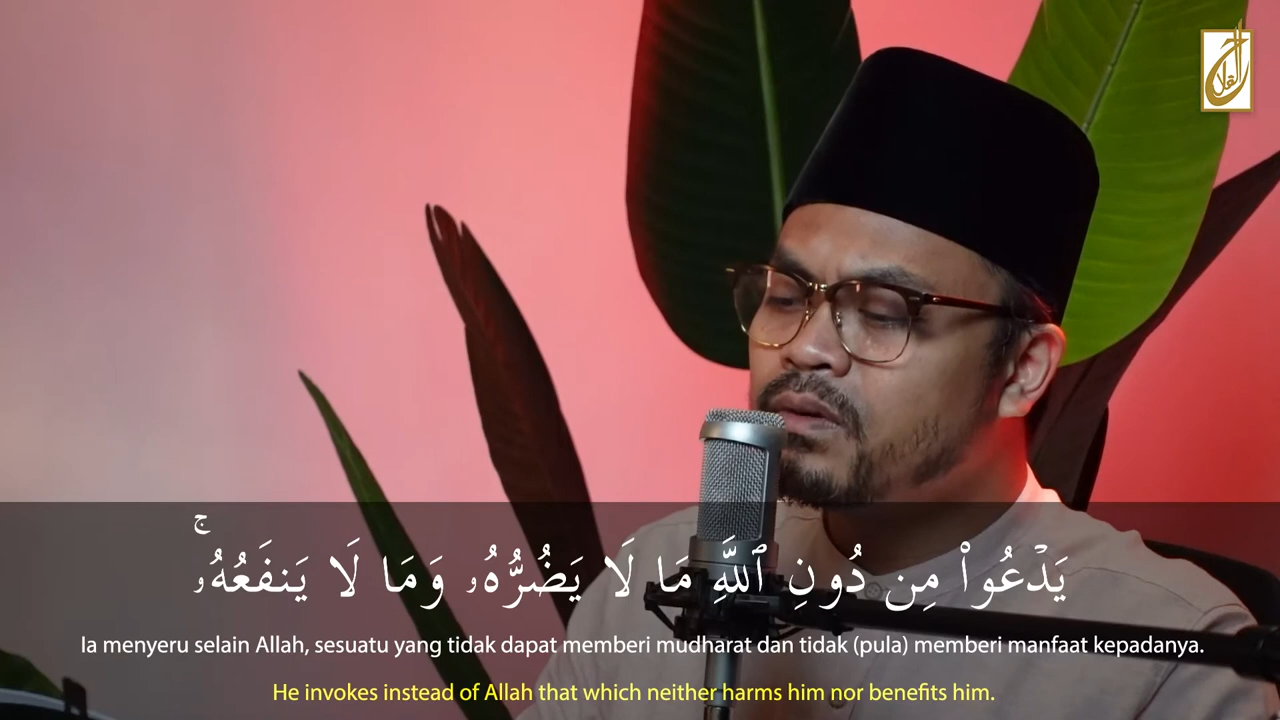 يَدْعُوا۟ مِن دُونِ ٱللَّهِ مَا لَا يَضُرُّهُۥ وَمَا لَا يَنفَعُهُۥ ۚ
Ia menyeru selain Allah, sesuatu yang tidak dapat memberi mudharat dan tidak (pula) memberi manfaat kepadanya.
He invokes instead of Allah that which neither harms him nor benefits him.